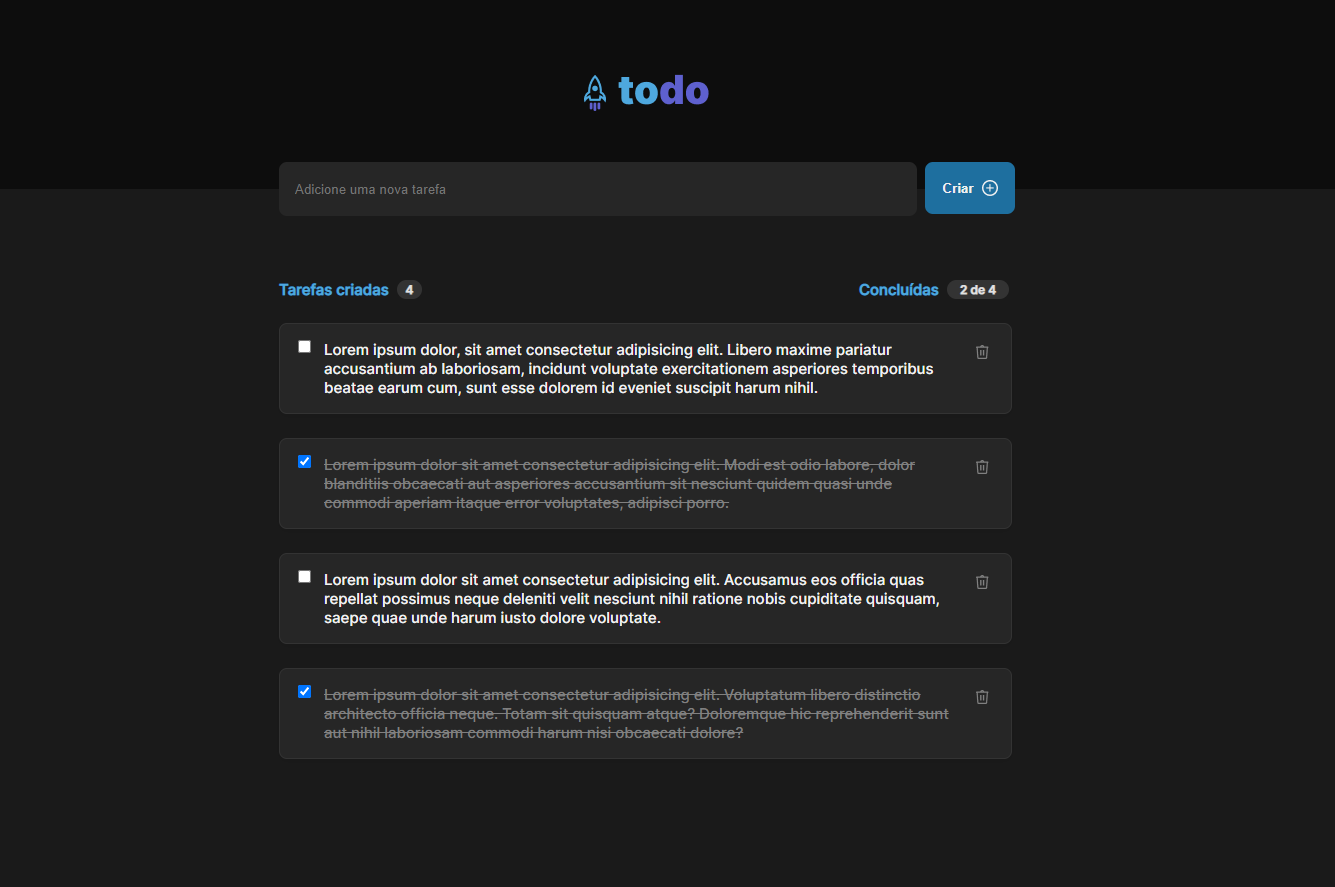 todo
Adicione uma nova tarefa
Criar
Tarefas criadas 4
Concluídas 2 de 4
Lorem ipsum dolor, sit amet consectetur adipisicing elit. Libero maxime pariatur
accusantium ab laboriosam, incidunt voluptate exercitationem asperiores temporibus
beatae earum cum, sunt esse dolorem id eveniet suscipit harum nihil.
Lorem ipsum dolor sit amet consectetur adipisicing elit. Modi est odio labore, dolor
blanditiis obcaecati aut asperiores accusantium sit nesciunt quidem quasi unde
commodi aperiam itaque error voluptates, adipisci porro.
Lorem ipsum dolor sit amet consectetur adipisicing elit. Accusamus eos officia quas
repellat possimus neque deleniti velit nesciunt nihil ratione nobis cupiditate quisquam,
saepe quae unde harum iusto dolore voluptate.
Lorem ipsum dolor sit amet consectetur adipisicing elit. Voluptatum libero distinctio
architecto officia neque. Totam sit quisquam atque? Doloremque hic reprehenderit sunt
aut nihil laboriosam commodi harum nisi obcaecati dolore?